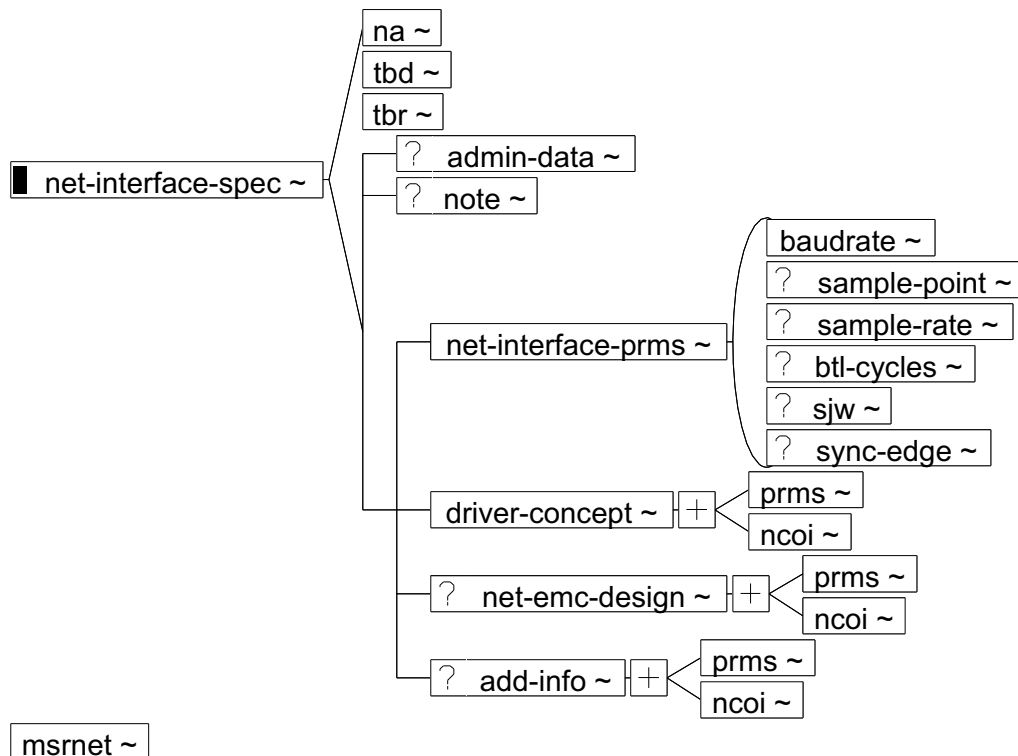 na ~
tbd ~
tbr ~
? admin-data ~
net-interface-spec ~
? note ~
baudrate ~
? sample-point ~
? sample-rate ~
net-interface-prms ~
? btl-cycles ~
? sjw ~
? sync-edge ~
prms ~
driver-concept ~ +
ncoi ~
prms ~
? net-emc-design ~ +
ncoi ~
prms ~
? add-info ~ +
ncoi ~
msrnet ~